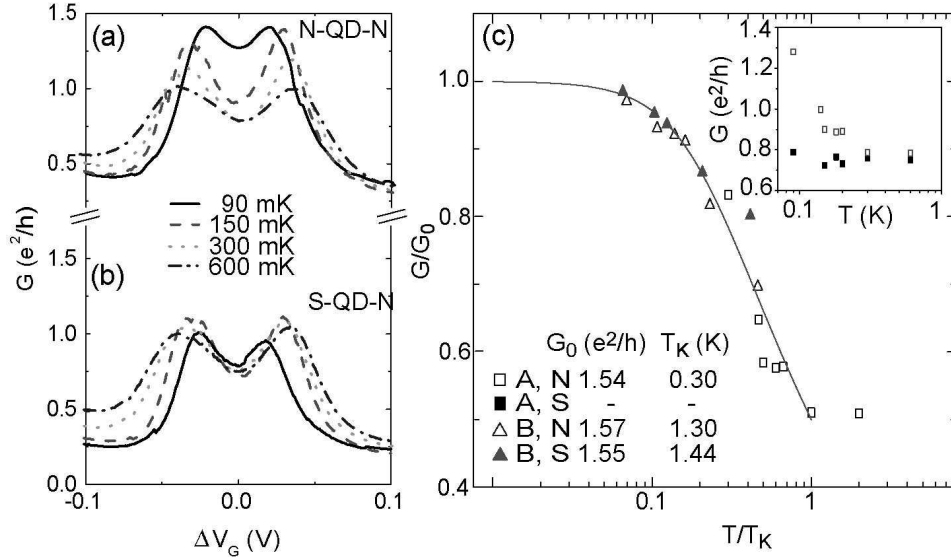 (a)
N-QD-N
1.5
1.0
0.5
90 mK
150 mK
300 mK
600 mK
G (e²/h)
(b)
S-QD-N
1.5
1.0
0.5
0.0
-0.1
0.0
0.1
ΔV_G (V)
(c)
1.0
0.8
0.6
0.4
G/G₀
0.1
1
T/T_K
G₀ (e²/h) T_K (K)
□ A, N 1.54 0.30
■ A, S - -
△ B, N 1.57 1.30
▲ B, S 1.55 1.44
1.4
1.2
1.0
0.8
0.6
G (e²/h)
0.1
1
T (K)